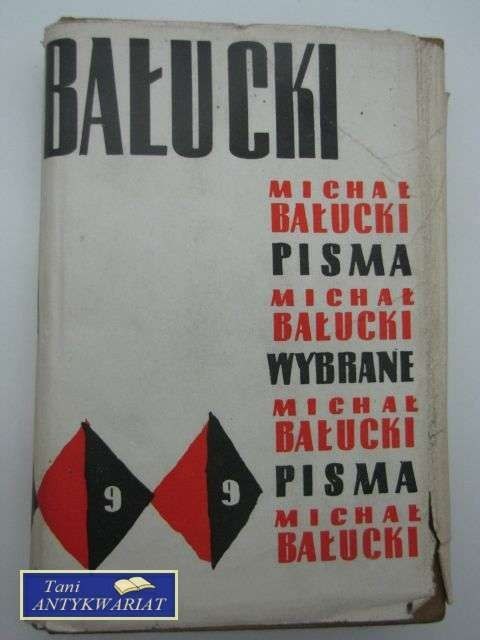 BAŁUCKI
MICHAŁ
BAŁUCKI
PISMA
MICHAŁ
BAŁUCKI
WYBRANE
MICHAŁ
BAŁUCKI
PISMA
MICHAŁ
BAŁUCKI
9 9
Tani
ANTYKWARIAT